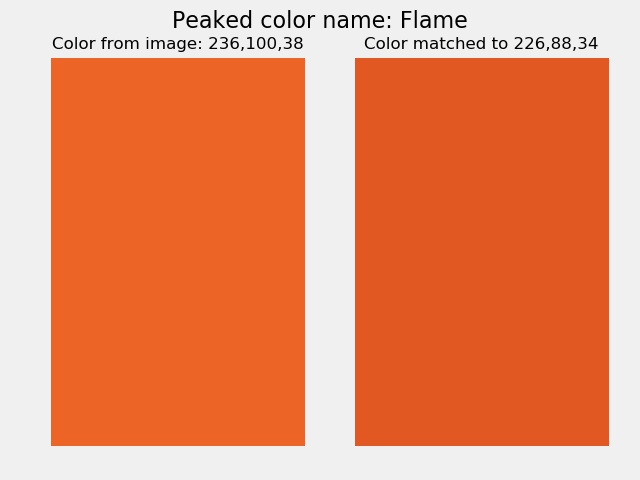 Peaked color name: Flame
Color from image: 236,100,38
Color matched to 226,88,34